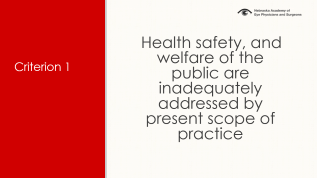 Nebraska Academy of
Eye Physicians and Surgeons
Criterion 1
Health safety, and
welfare of the
public are
inadequately
addressed by
present scope of
practice